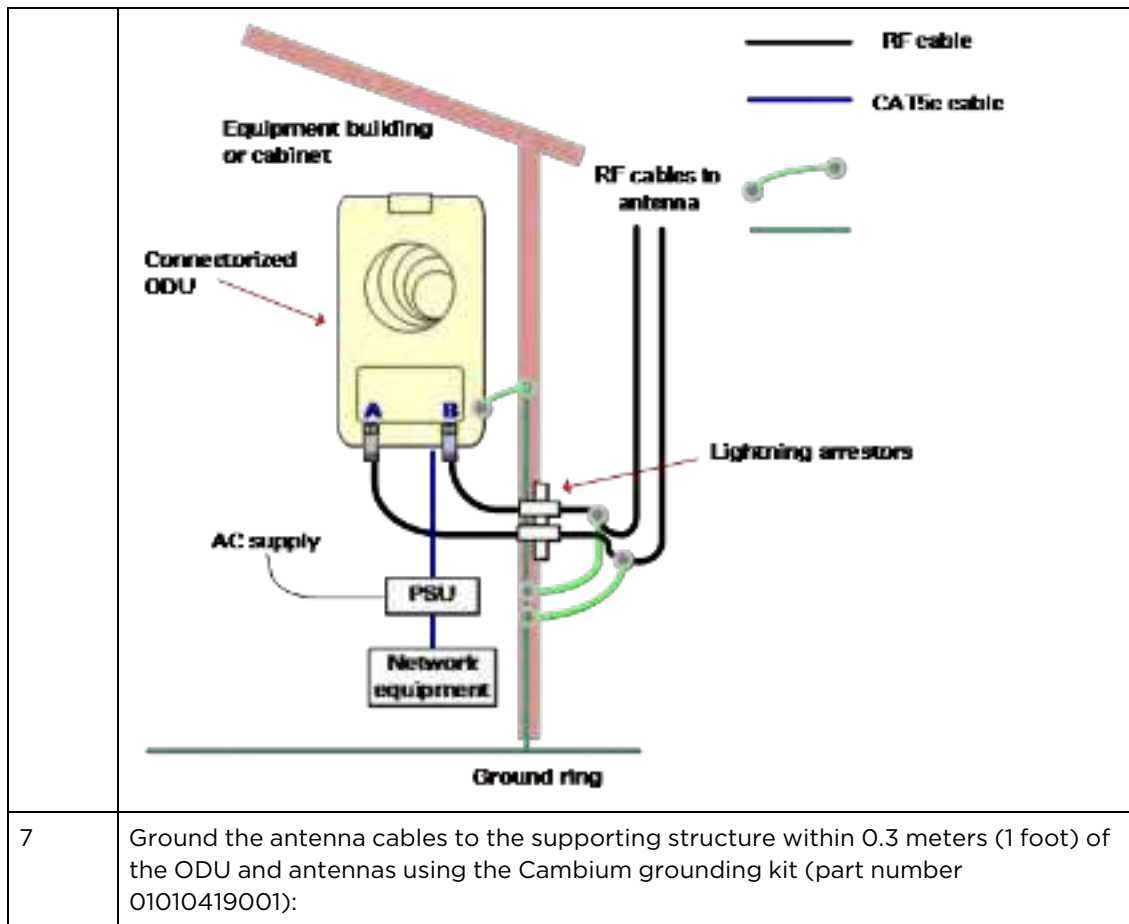 RF cable
CAT5e cable
Equipment building
or cabinet
RF cables to
antenna
Connectorized
ODU
A
B
Lightning arrestors
AC supply
PSU
Network
equipment
Ground ring
7
Ground the antenna cables to the supporting structure within 0.3 meters (1 foot) of
the ODU and antennas using the Cambium grounding kit (part number
01010419001):